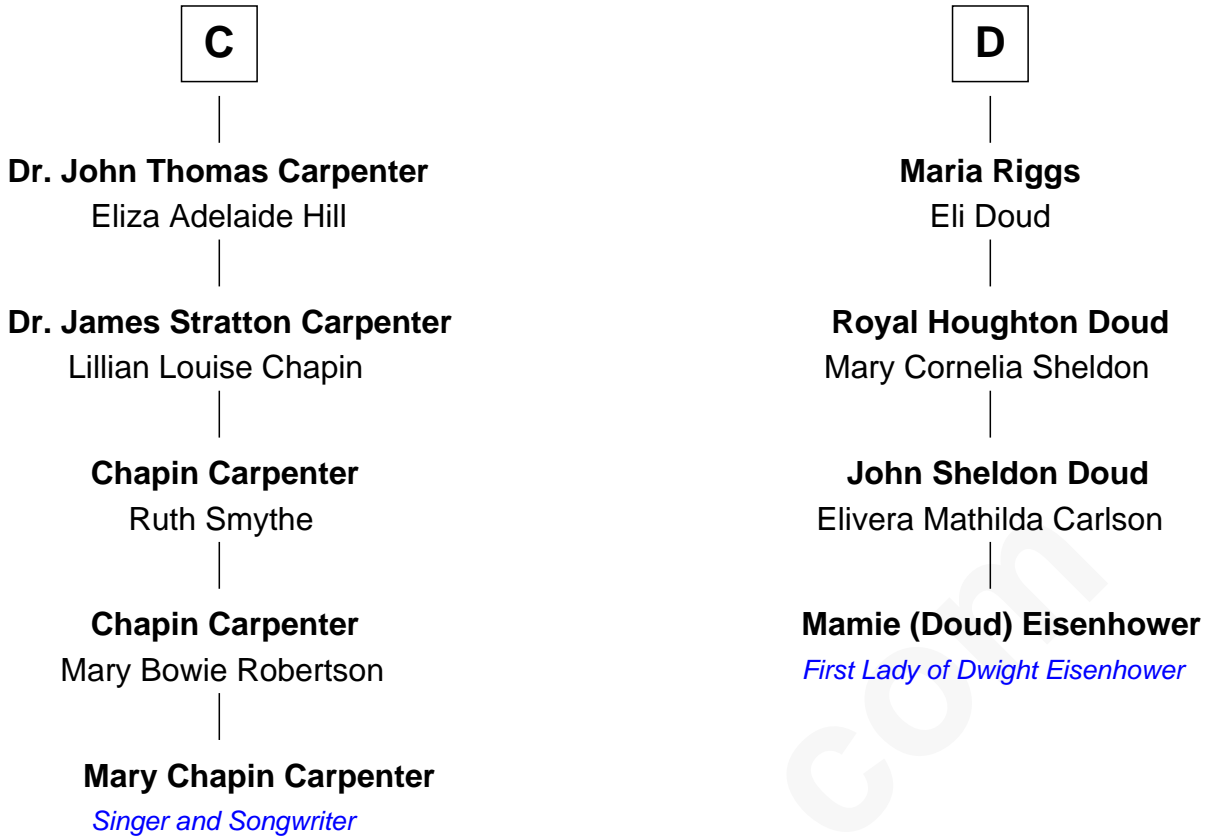 C
Dr. John Thomas Carpenter
Eliza Adelaide Hill
Dr. James Stratton Carpenter
Lillian Louise Chapin
Chapin Carpenter
Ruth Smythe
Chapin Carpenter
Mary Bowie Robertson
Mary Chapin Carpenter
Singer and Songwriter
D
Maria Riggs
Eli Doud
Royal Houghton Doud
Mary Cornelia Sheldon
John Sheldon Doud
Elivera Mathilda Carlson
Mamie (Doud) Eisenhower
First Lady of Dwight Eisenhower
com